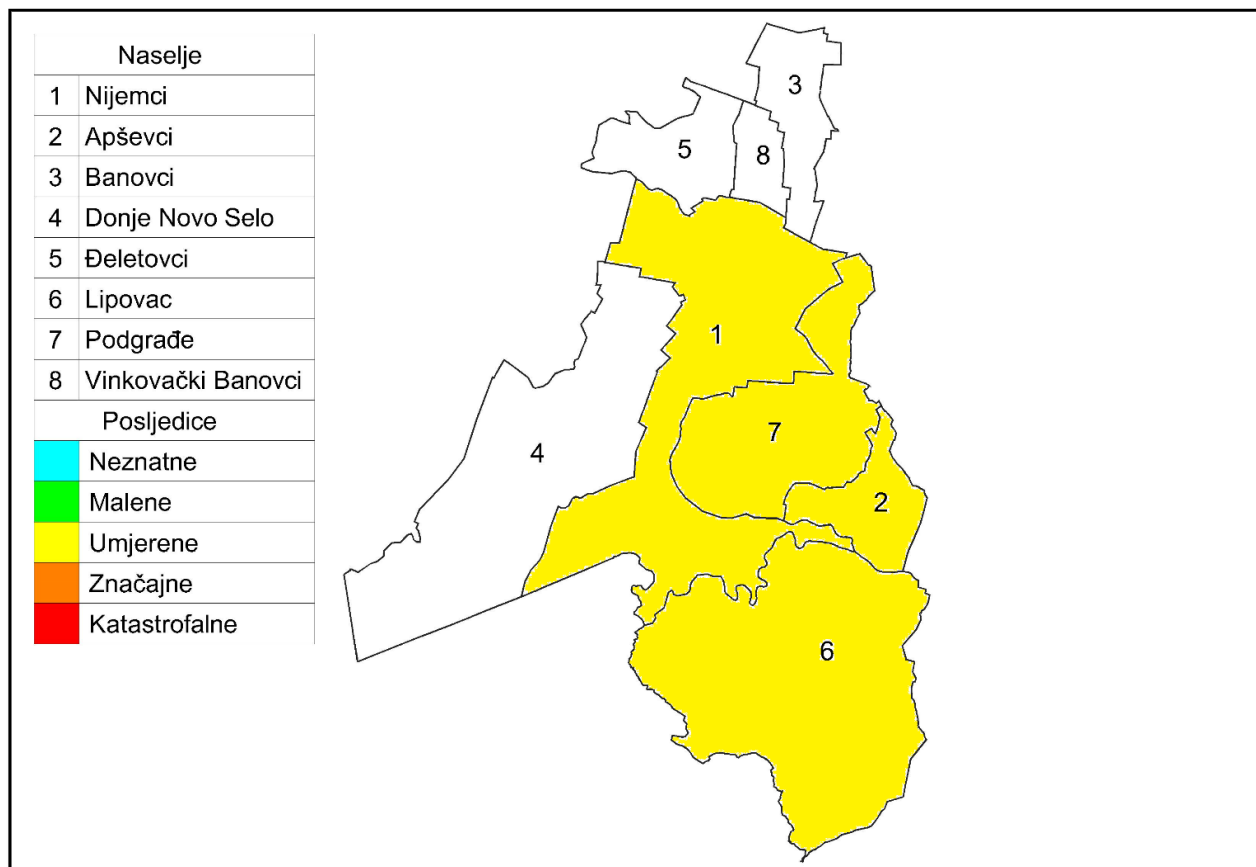 Naselje
1 Nijemci
2 Apševci
3 Banovci
4 Donje Novo Selo
5 Đeletovci
6 Lipovac
7 Podgrađe
8 Vinkovački Banovci
Posljedice
Neznatne
Malene
Umjerene
Značajne
Katastrofalne
3
5
8
1
7
4
2
6